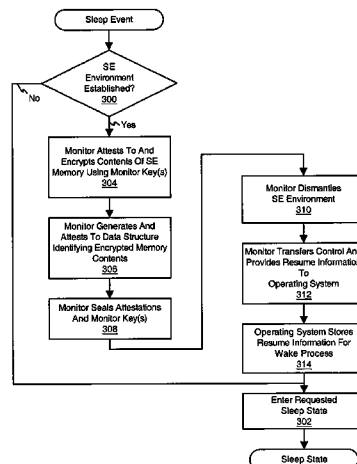 Sleep Event
SE
Environment
Established?
300
No
Yes
Monitor Attests To And
Encrypts Contents Of SE
Memory Using Monitor Key(s)
304
Monitor Generates And
Attests To Data Structure
Identifying Encrypted Memory
Contents
306
Monitor Seals Attestations
And Monitor Key(s)
308
Monitor Dismantles
SE Environment
310
Monitor Transfers Control And
Provides Resume Information
To
Operating System
312
Operating System Stores
Resume Information For
Wake Process
314
Enter Requested
Sleep State
302
Sleep State